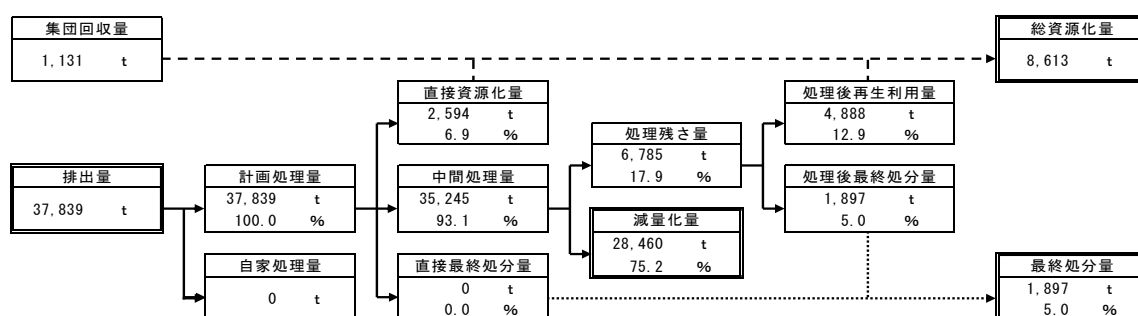 集団回収量
1,131 t
総資源化量
8,613 t
直接資源化量
2,594 t
6.9 %
処理後再生利用量
4,888 t
12.9 %
処理残さ量
6,785 t
17.9 %
排出量
37,839 t
計画処理量
37,839 t
100.0 %
中間処理量
35,245 t
93.1 %
処理後最終処分量
1,897 t
5.0 %
減量化量
28,460 t
75.2 %
自家処理量
0 t
直接最終処分量
0 t
0.0 %
最終処分量
1,897 t
5.0 %